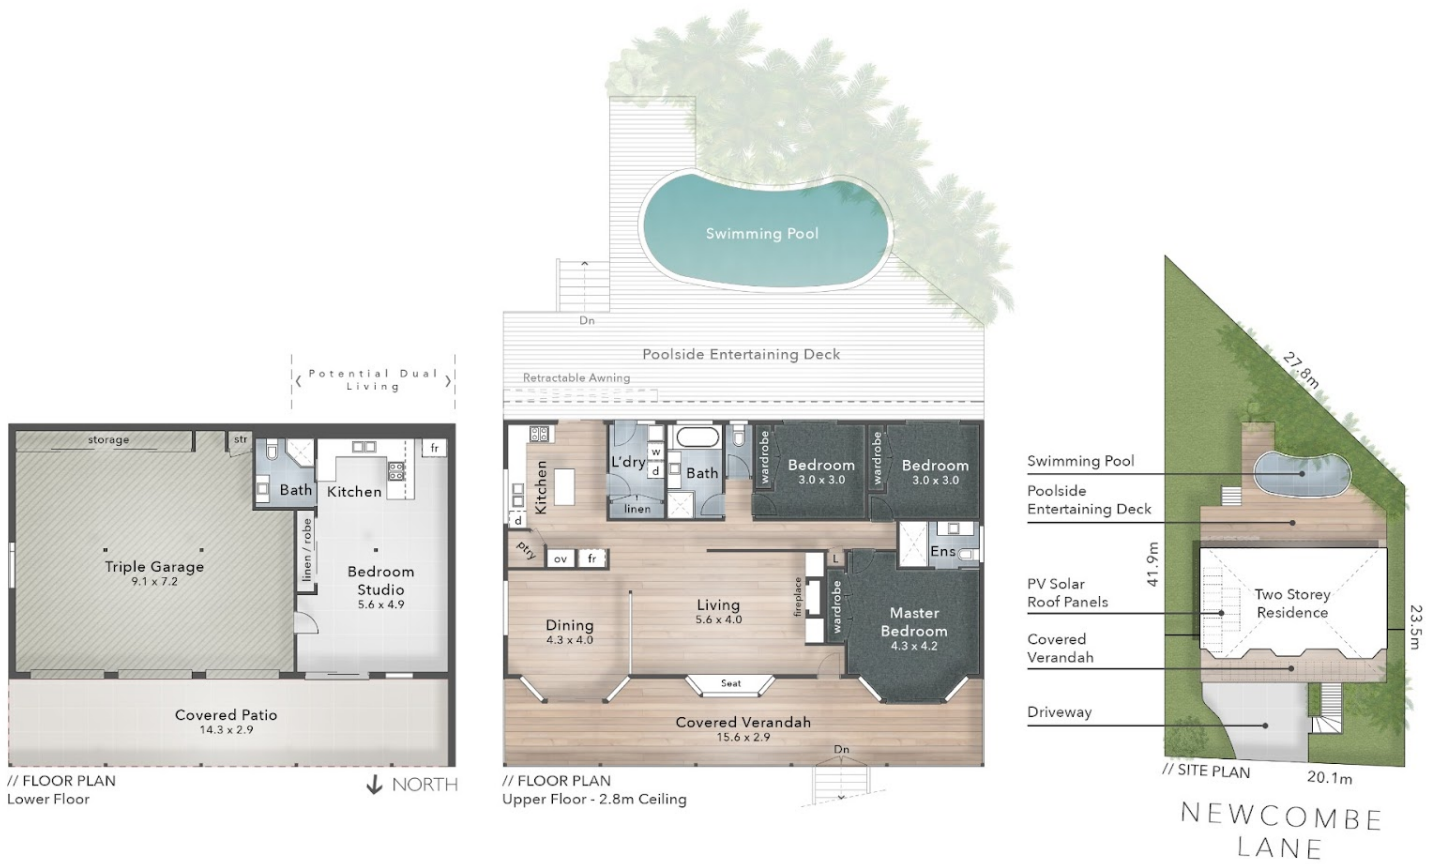 Potential Dual
Living
storage
str
fr
Bath
Kitchen
linen / robe
Triple Garage
9.1 x 7.2
Bedroom
Studio
5.6 x 4.9
Covered Patio
14.3 x 2.9
// FLOOR PLAN
Lower Floor
NORTH
Swimming Pool
Dn
Poolside Entertaining Deck
Retractable Awning
Kitchen
d
L'dry
w
d
linen
Bath
wardrobe
Bedroom
3.0 x 3.0
wardrobe
Bedroom
3.0 x 3.0
ptry
ov
fr
L
Ens
Dining
4.3 x 4.0
Living
5.6 x 4.0
fireplace
wardrobe
Master
Bedroom
4.3 x 4.2
Seat
Covered Verandah
15.6 x 2.9
Dn
// FLOOR PLAN
Upper Floor - 2.8m Ceiling
27.8m
Swimming Pool
Poolside
Entertaining Deck
41.9m
PV Solar
Roof Panels
Two Storey
Residence
23.5m
Covered
Verandah
Driveway
// SITE PLAN
20.1m
NEWCOMBE
LANE